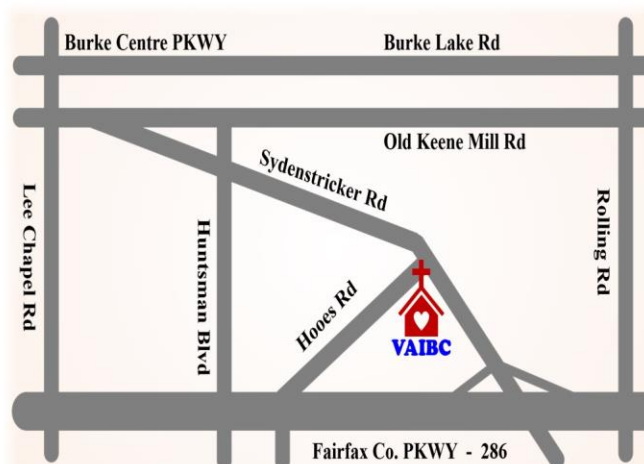 Burke Centre PKWY
Burke Lake Rd
Old Keene Mill Rd
Sydenstricker Rd
Lee Chapel Rd
Huntsman Blvd
Rolling Rd
Hooes Rd
VAIBC
Fairfax Co. PKWY - 286